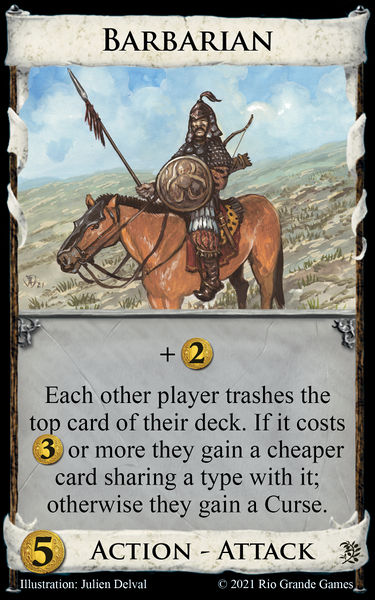 BARBARIAN
21
+ 2
Each other player trashes the
top card of their deck. If it costs
3 or more they gain a cheaper
card sharing a type with it;
otherwise they gain a Curse.
5 ACTION - ATTACK
Illustration: Julien Delval © 2021 Rio Grande Games